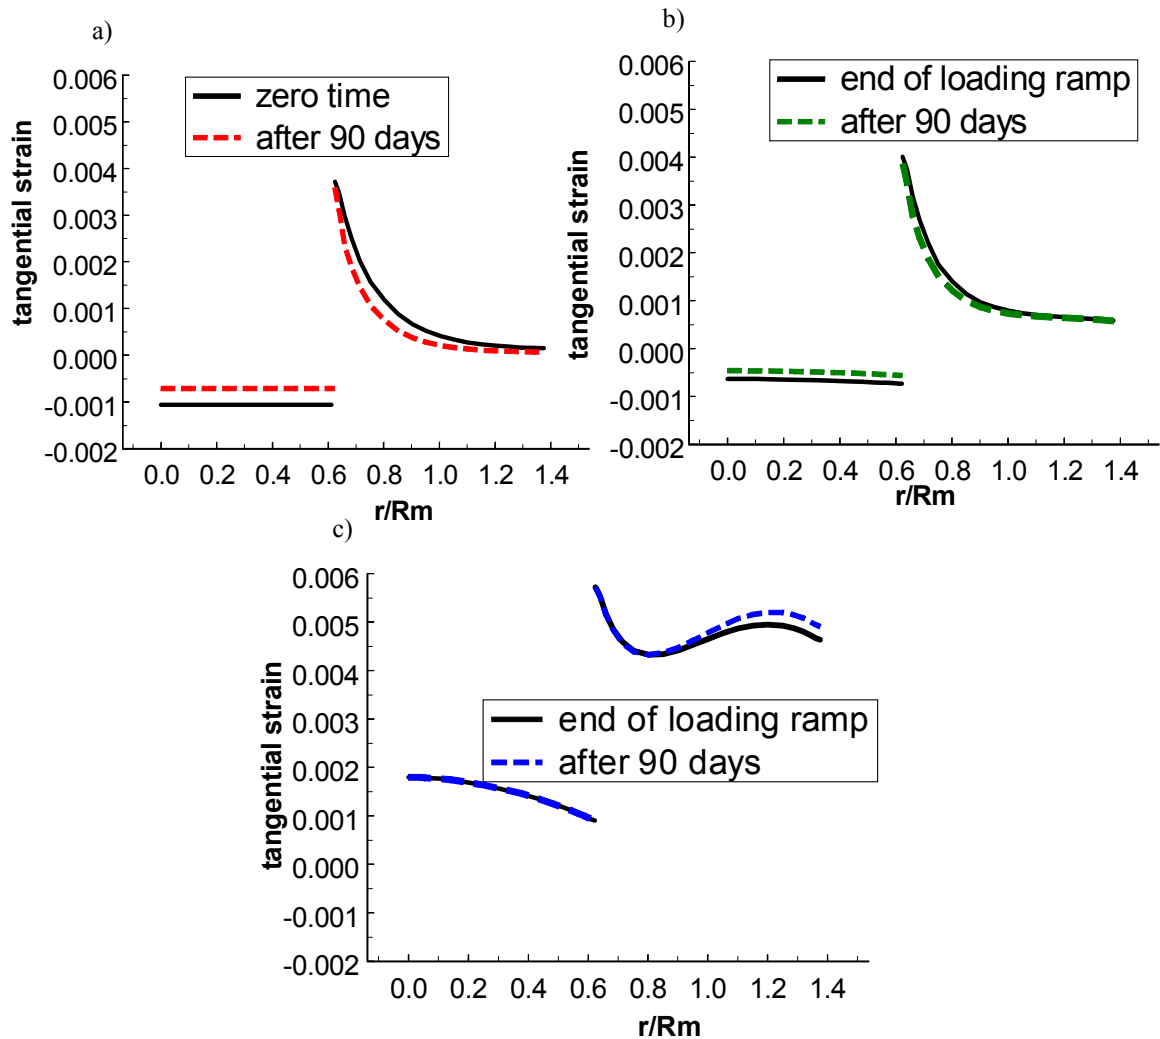 a)
0.006
0.005
0.004
0.003
0.002
0.001
0.000
-0.001
-0.002
tangential strain
zero time
after 90 days
0.0 0.2 0.4 0.6 0.8 1.0 1.2 1.4
r/Rm
b)
0.006
0.005
0.004
0.003
0.002
0.001
0.000
-0.001
-0.002
tangential strain
end of loading ramp
after 90 days
0.0 0.2 0.4 0.6 0.8 1.0 1.2 1.4
r/Rm
c)
0.006
0.005
0.004
0.003
0.002
0.001
0.000
-0.001
-0.002
tangential strain
end of loading ramp
after 90 days
0.0 0.2 0.4 0.6 0.8 1.0 1.2 1.4
r/Rm